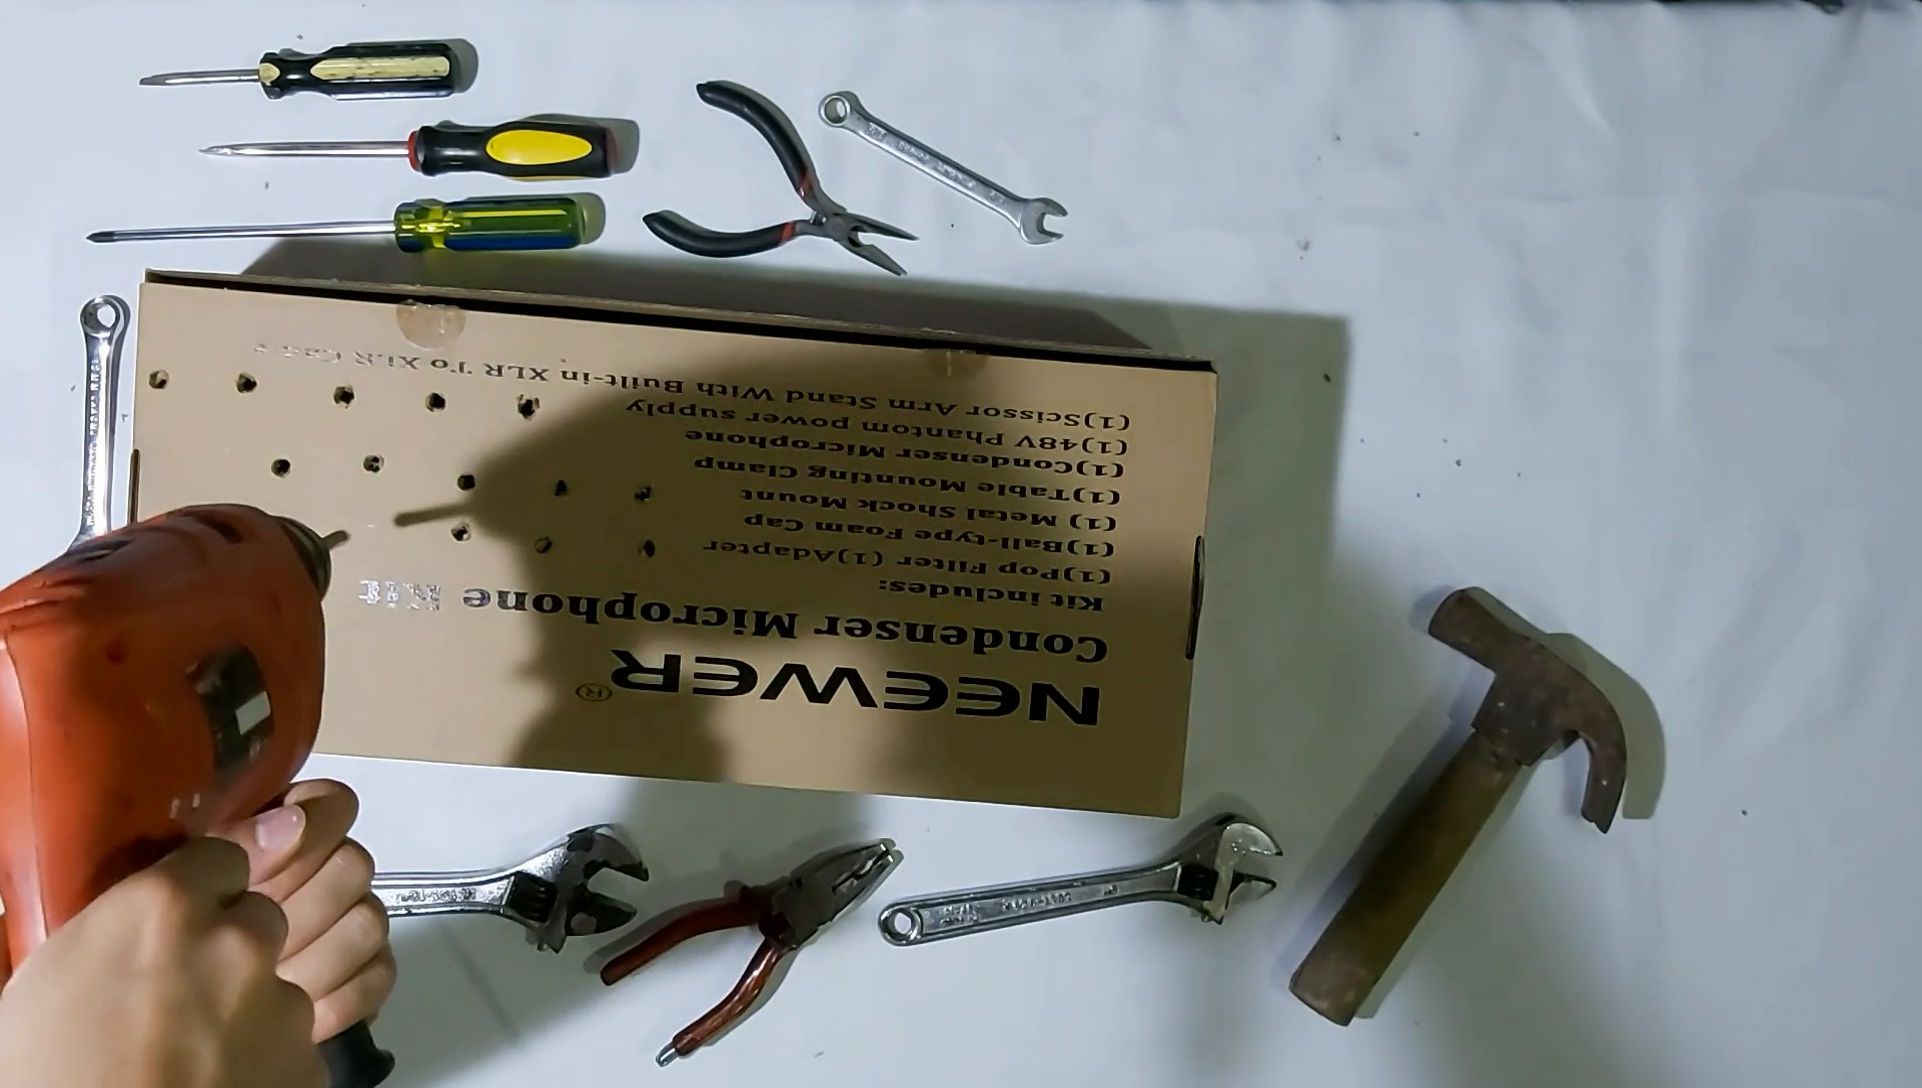 NEEWER®
Condenser Microphone Kit
Kit includes:
(1)Pop Filter (1)Adapter
(1)Ball-type Foam Cap
(1) Metal Shock Mount
(1)Table Mounting Clamp
(1)Condenser Microphone
(1)48V Phantom power supply
(1)Scissor Arm Stand With Built-in XLR To XLR Cable